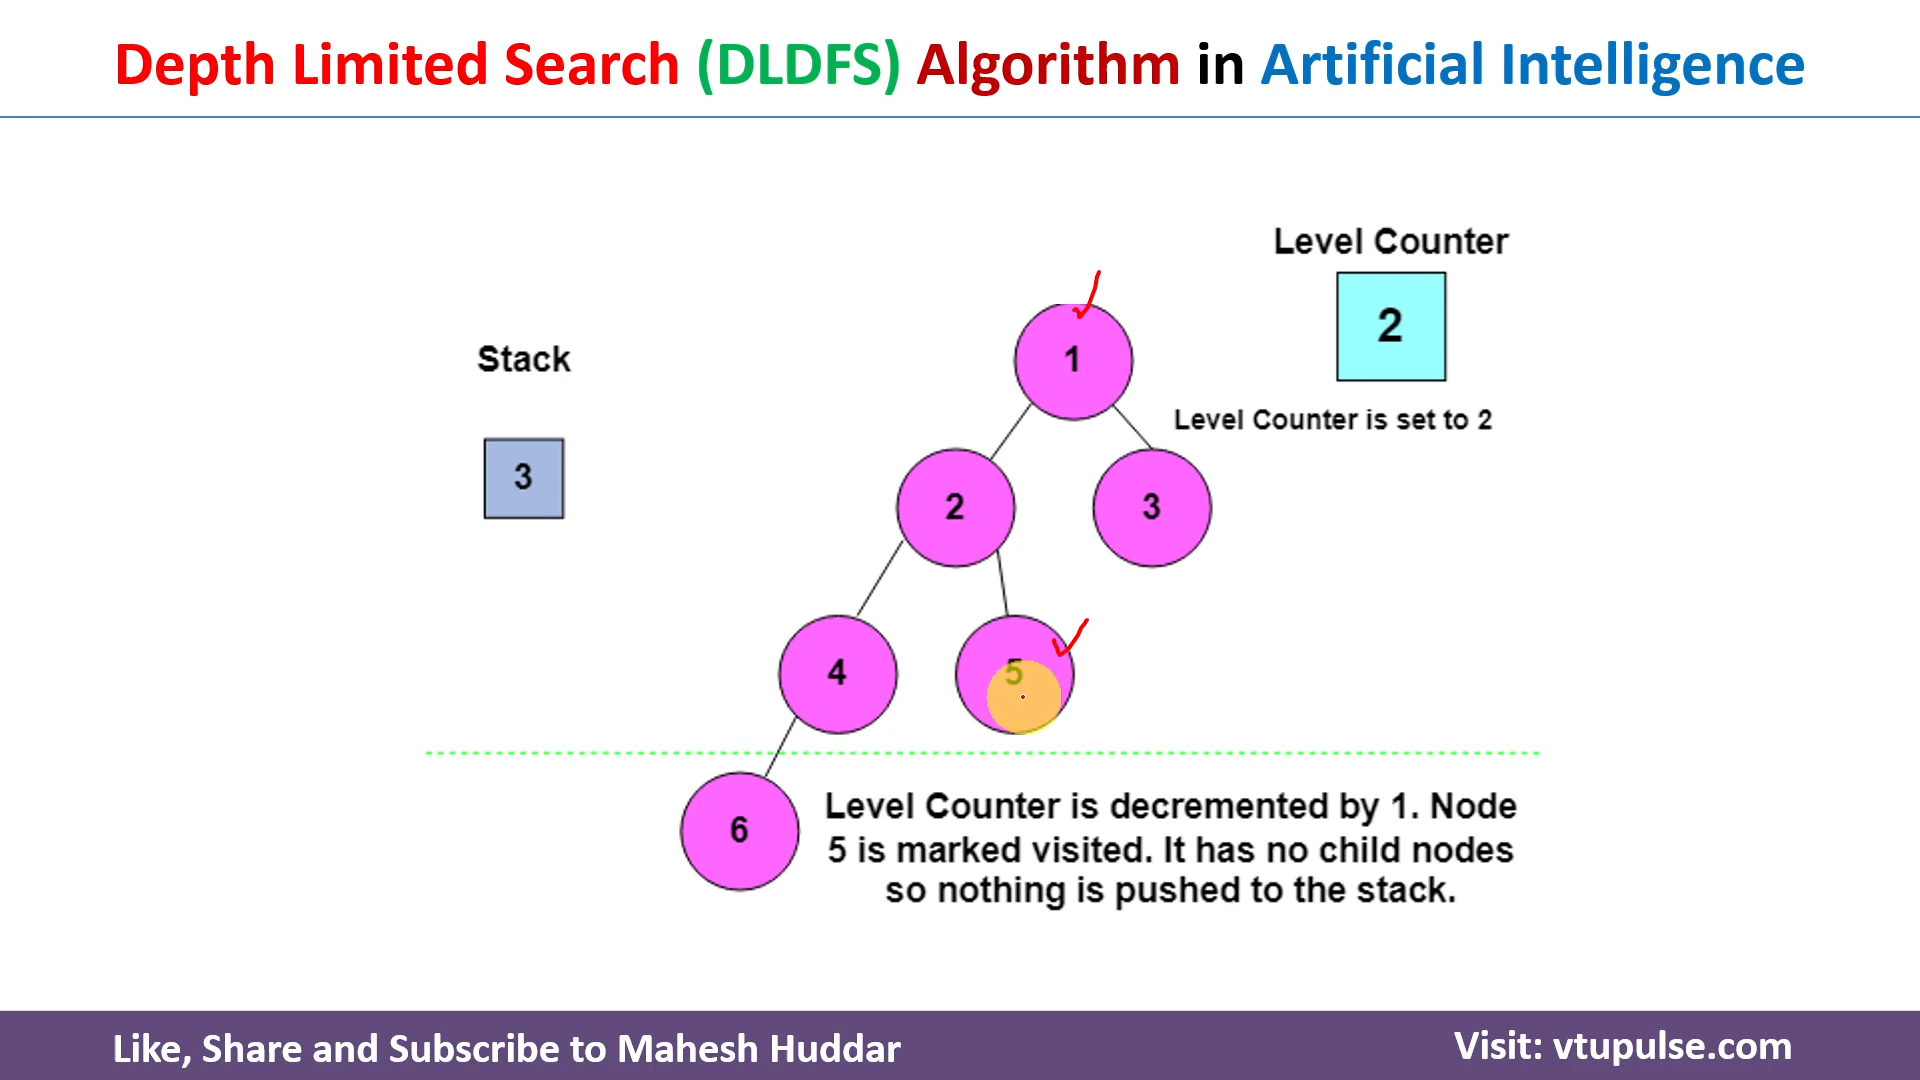 Depth Limited Search (DLDFS) Algorithm in Artificial Intelligence
Level Counter
2
Level Counter is set to 2
Stack
3
1
2
3
4
5
6
Level Counter is decremented by 1. Node
5 is marked visited. It has no child nodes
so nothing is pushed to the stack.
Like, Share and Subscribe to Mahesh Huddar
Visit: vtupulse.com